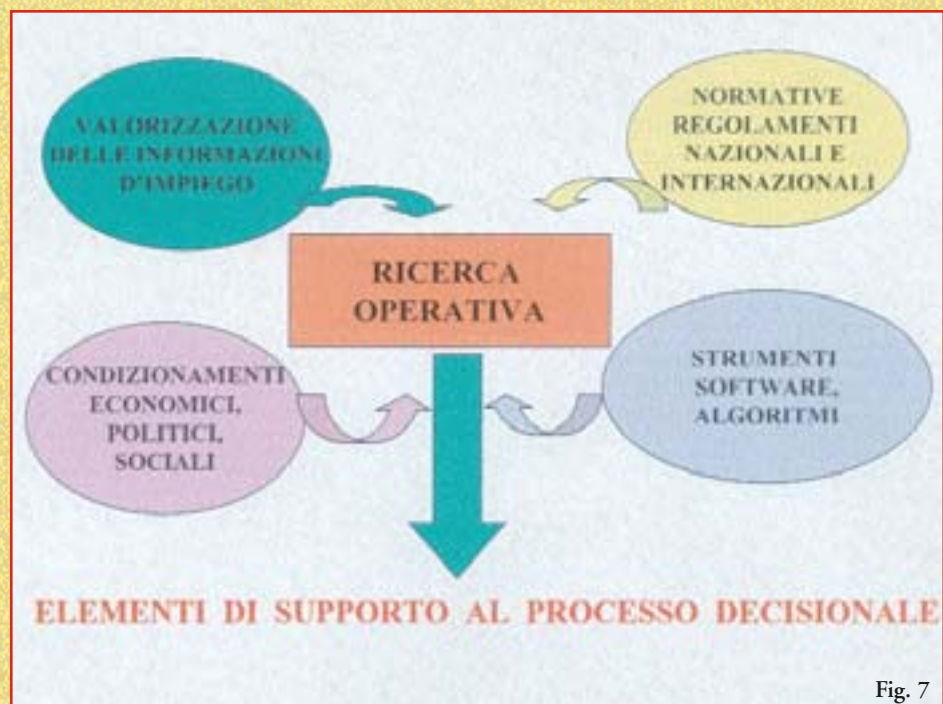 VALORIZZAZIONE
DELLE INFORMAZIONI
D'IMPIEGO
NORMATIVE
REGOLAMENTI
NAZIONALI E
INTERNAZIONALI
RICERCA
OPERATIVA
CONDIZIONAMENTI
ECONOMICI,
POLITICI,
SOCIALI
STRUMENTI
SOFTWARE,
ALGORITMI
ELEMENTI DI SUPPORTO AL PROCESSO DECISIONALE
Fig. 7